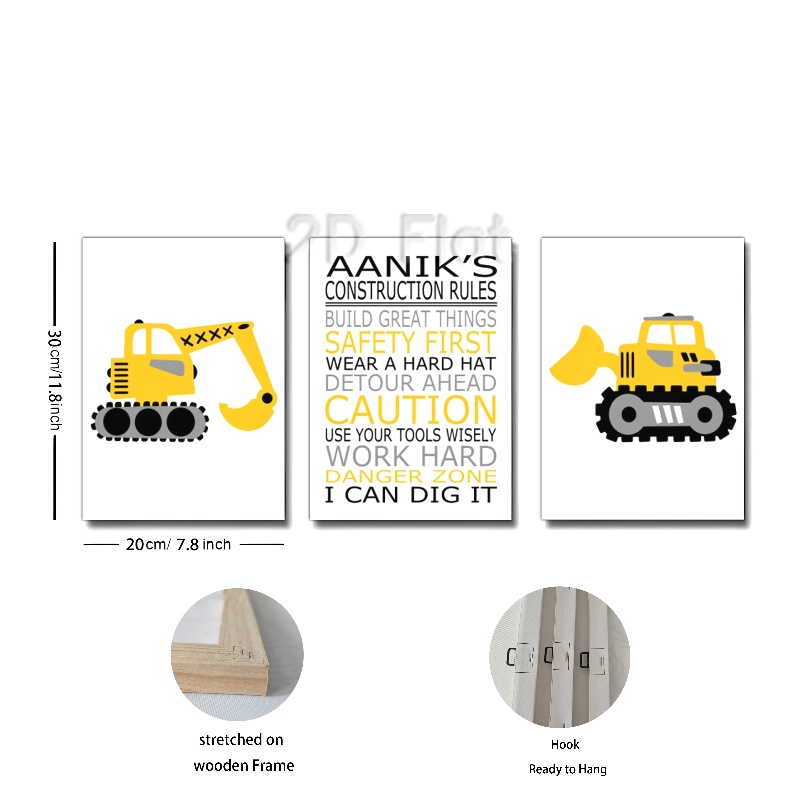 2D Flat
AANIK'S
CONSTRUCTION RULES
BUILD GREAT THINGS
SAFETY FIRST
WEAR A HARD HAT
DETOUR AHEAD
CAUTION
USE YOUR TOOLS WISELY
WORK HARD
DANGER ZONE
I CAN DIG IT
30cm/11.8inch
20cm/ 7.8 inch
stretched on
wooden Frame
Hook
Ready to Hang